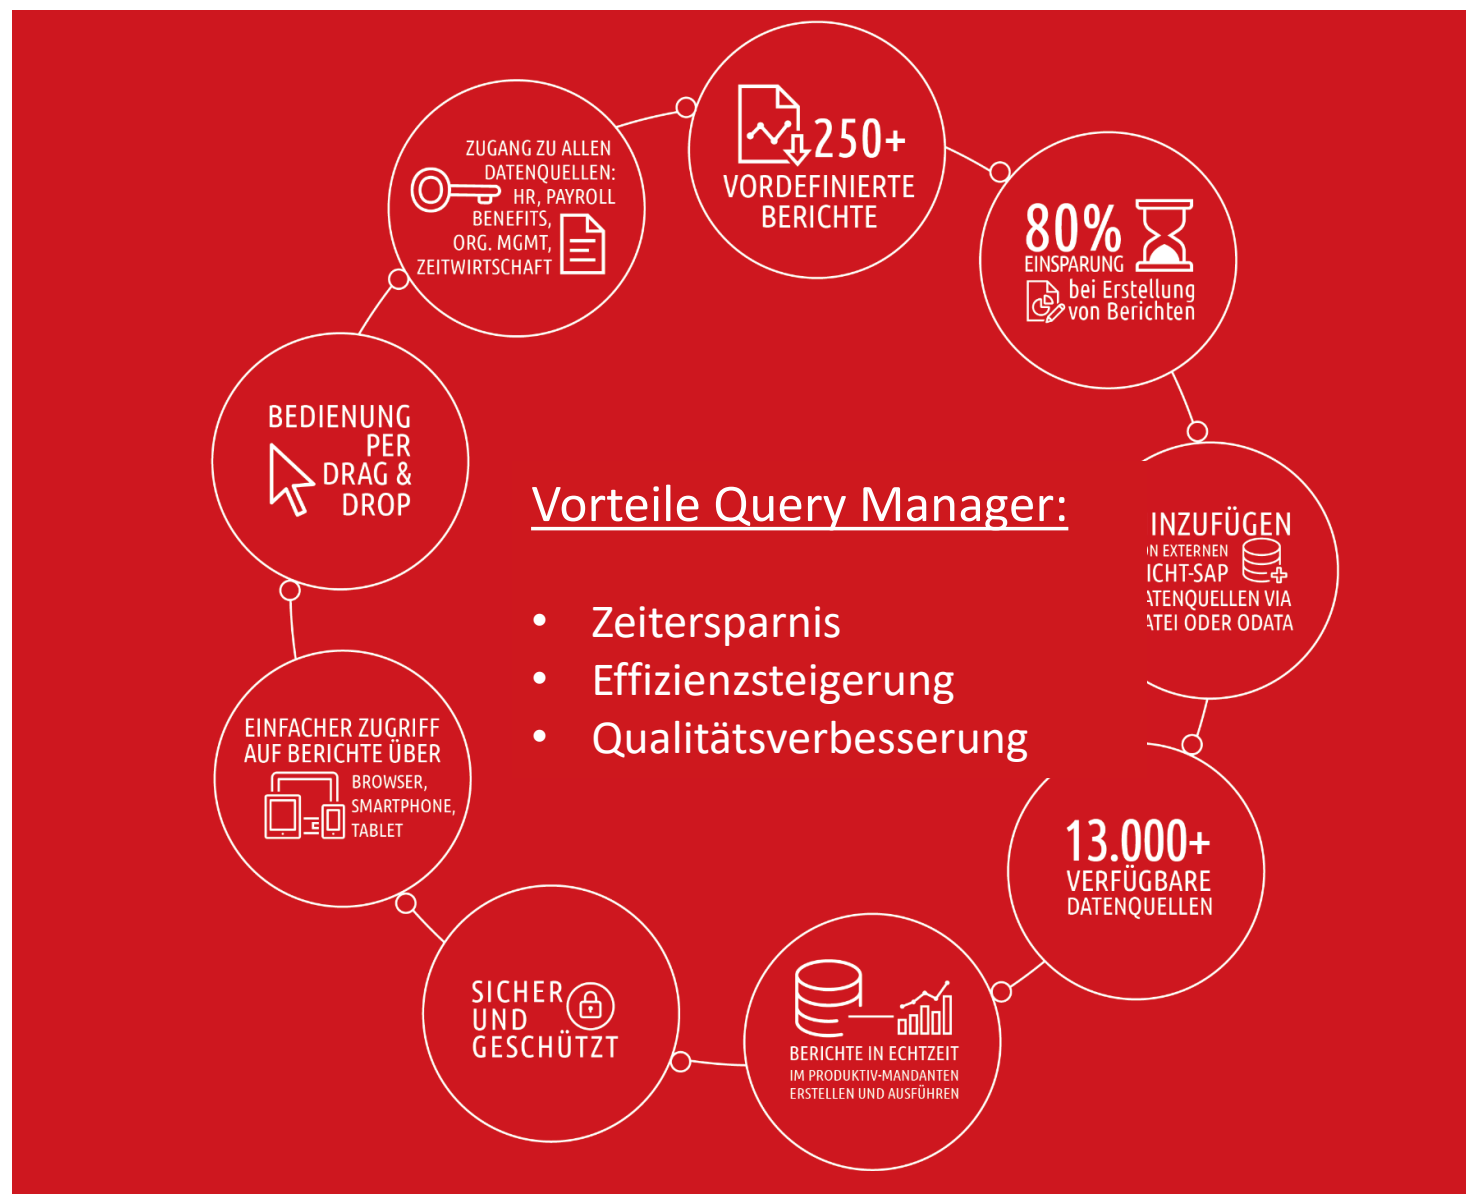 250+
VORDEFINIERTE
BERICHTE
80%
EINSPARUNG
bei Erstellung
von Berichten
INZUFÜGEN
N EXTERNEN
ICHT-SAP
ATENQUELLEN VIA
ATEI ODER ODATA
13.000+
VERFÜGBARE
DATENQUELLEN
BERICHTE IN ECHTZEIT
IM PRODUKTIV-MANDANTEN
ERSTELLEN UND AUSFÜHREN
SICHER
UND
GESCHÜTZT
EINFACHER ZUGRIFF
AUF BERICHTE ÜBER
BROWSER,
SMARTPHONE,
TABLET
BEDIENUNG
PER
DRAG &
DROP
ZUGANG ZU ALLEN
DATENQUELLEN:
HR, PAYROLL
BENEFITS,
ORG. MGMT,
ZEITWIRTSCHAFT
Vorteile Query Manager:
• Zeitersparnis
• Effizienzsteigerung
• Qualitätsverbesserung